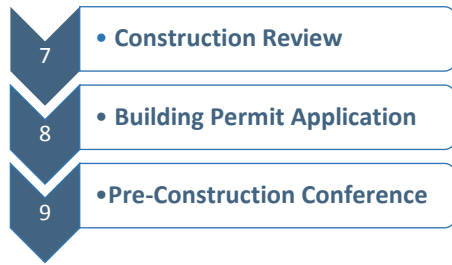 7
• Construction Review
8
• Building Permit Application
9
•Pre-Construction Conference